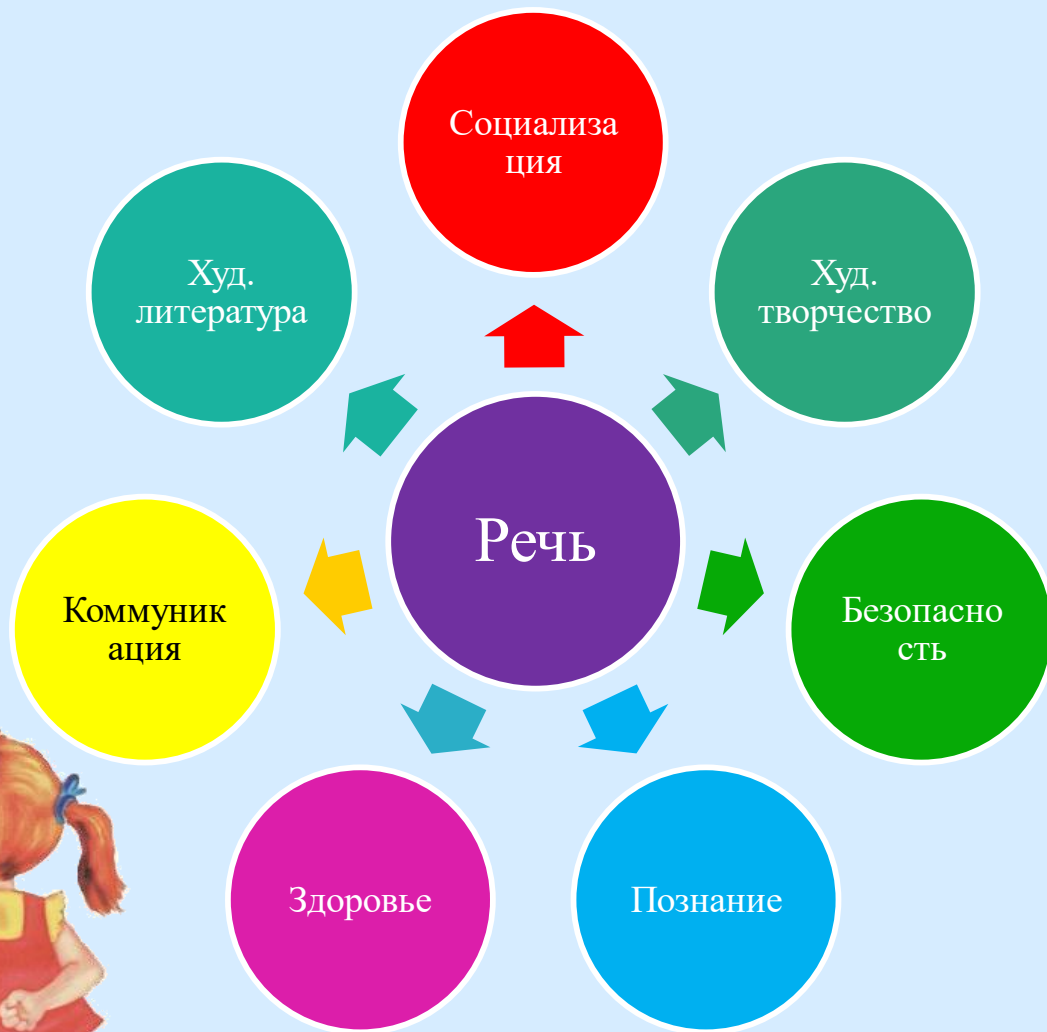 Социализа
ция
Худ.
литература
Худ.
творчество
Речь
Коммуник
ация
Безопасно
сть
Здоровье
Познание